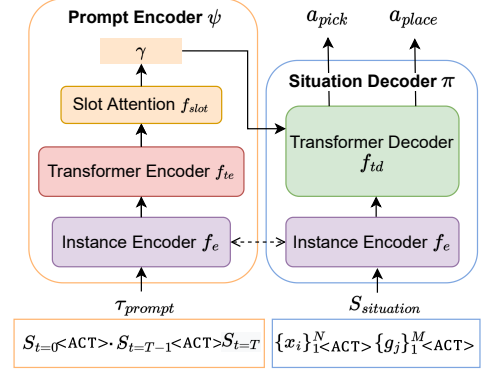 Prompt Encoder ψ
γ
Slot Attention f_slot
Transformer Encoder f_te
Instance Encoder f_e
τ_prompt
S_t=0<ACT>·S_t=T−1<ACT>S_t=T
a_pick
a_place
Situation Decoder π
Transformer Decoder
f_td
Instance Encoder f_e
S_situation
{x_i}_1^N<ACT>{g_j}_1^M<ACT>